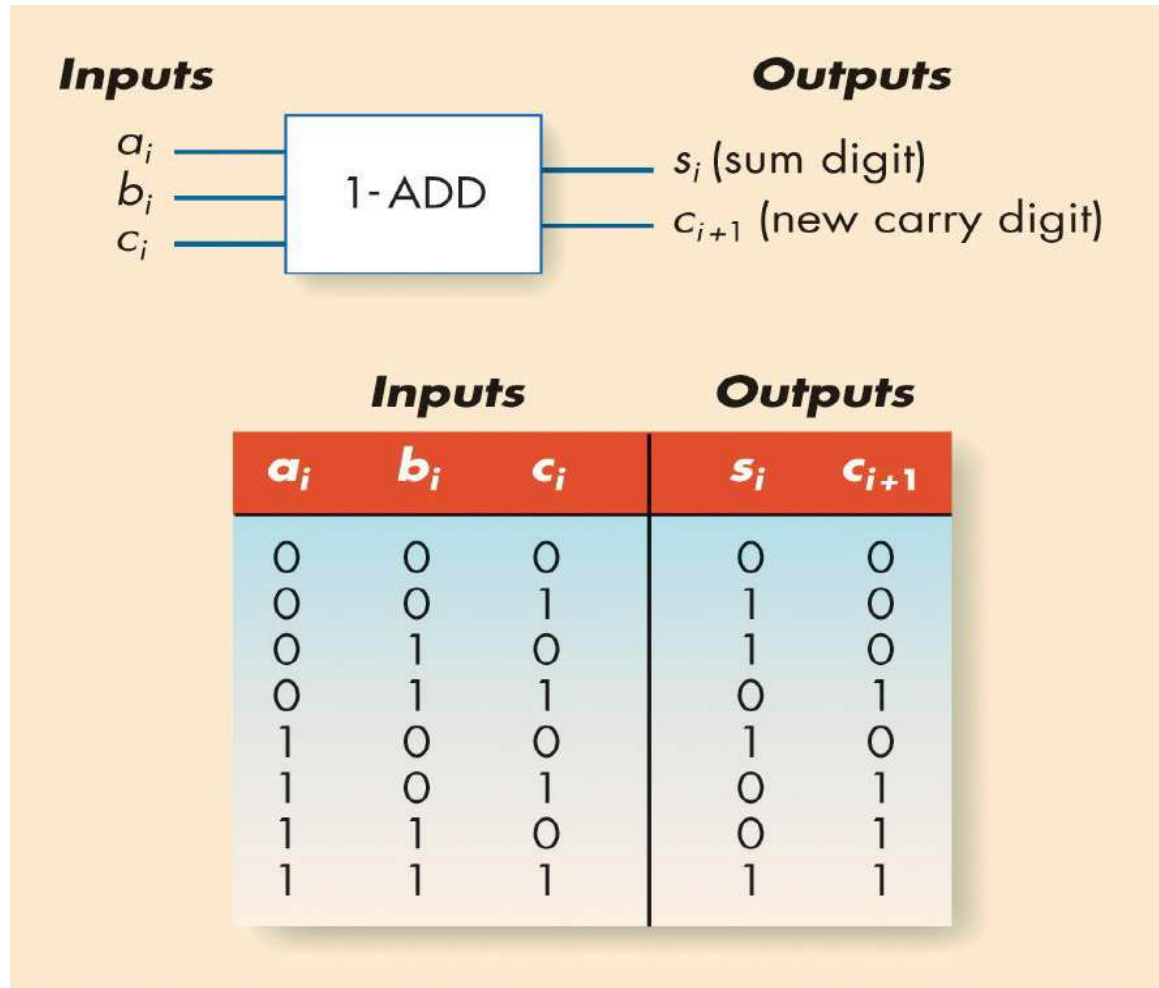 Inputs Outputs
aᵢ
bᵢ
cᵢ
1-ADD
sᵢ (sum digit)
cᵢ₊₁ (new carry digit)
Inputs Outputs
aᵢ bᵢ cᵢ sᵢ cᵢ₊₁
0 0 0 0 0
0 0 1 1 0
0 1 0 1 0
0 1 1 0 1
1 0 0 1 0
1 0 1 0 1
1 1 0 0 1
1 1 1 1 1